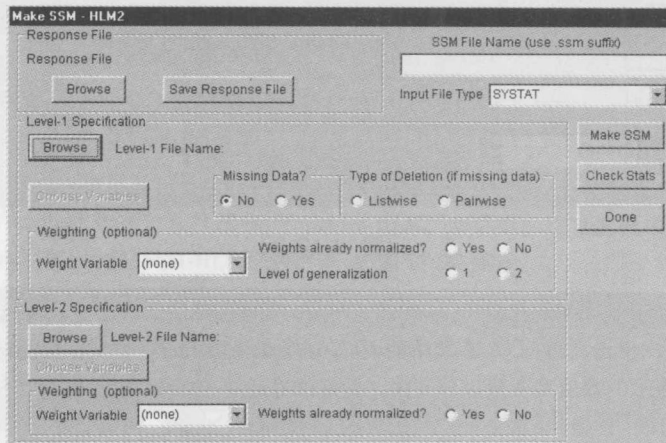 Make SSM - HLM2
Response File
Response File
Browse
Save Response File
SSM File Name (use .ssm suffix)
Input File Type SYSTAT
Level-1 Specification
Browse Level-1 File Name:
Choose Variables
Missing Data?
No Yes
Type of Deletion (if missing data)
Listwise Pairwise
Make SSM
Check Stats
Done
Weighting (optional)
Weight Variable (none)
Weights already normalized? Yes No
Level of generalization 1 2
Level-2 Specification
Browse Level-2 File Name:
Choose Variables
Weighting (optional)
Weight Variable (none) Weights already normalized? Yes No